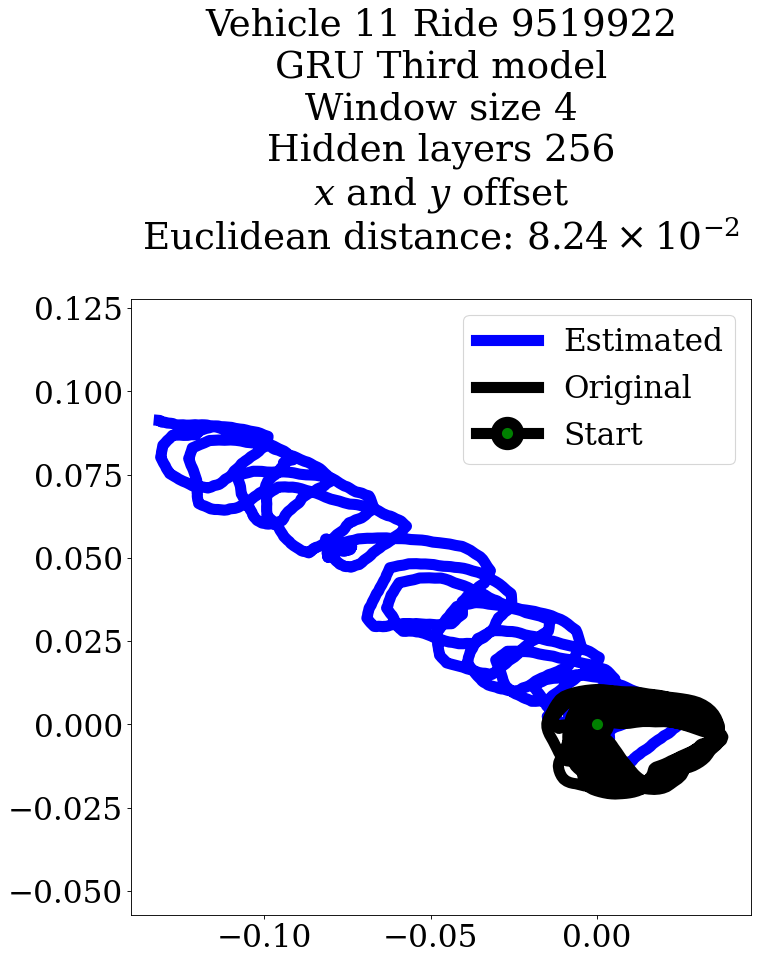 Vehicle 11 Ride 9519922
GRU Third model
Window size 4
Hidden layers 256
x and y offset
Euclidean distance: 8.24 × 10⁻²
0.125
0.100
0.075
0.050
0.025
0.000
−0.025
−0.050
Estimated
Original
Start
−0.10
−0.05
0.00